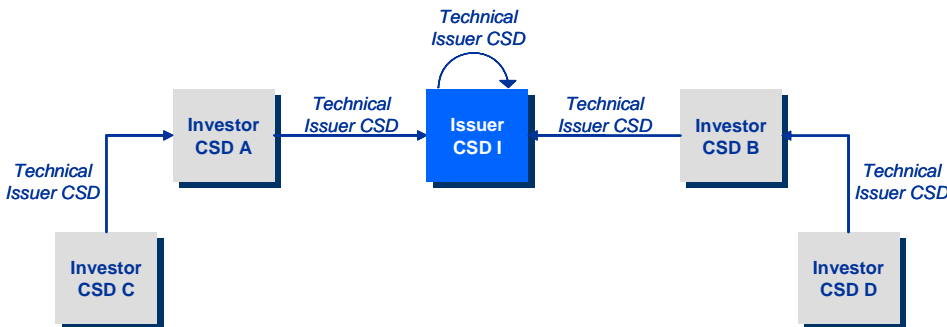 Technical
Issuer CSD
Investor
CSD A
Technical
Issuer CSD
Issuer
CSD I
Technical
Issuer CSD
Investor
CSD B
Technical
Issuer CSD
Technical
Issuer CSD
Investor
CSD C
Investor
CSD D